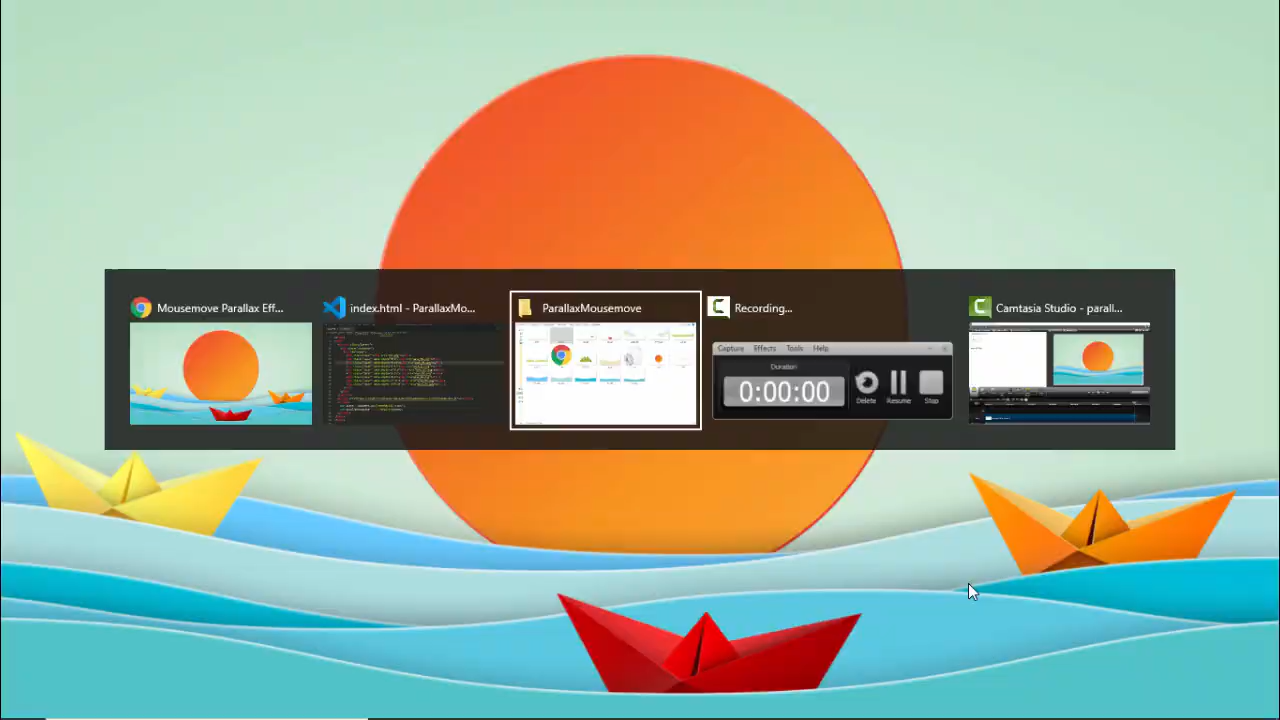 Mousemove Parallax Eff...
index.html - ParallaxMo...
ParallaxMousemove
Recording...
Camtasia Studio - parall...
Capture Effects Tools Help
Duration
0:00:00
Delete Resume Stop